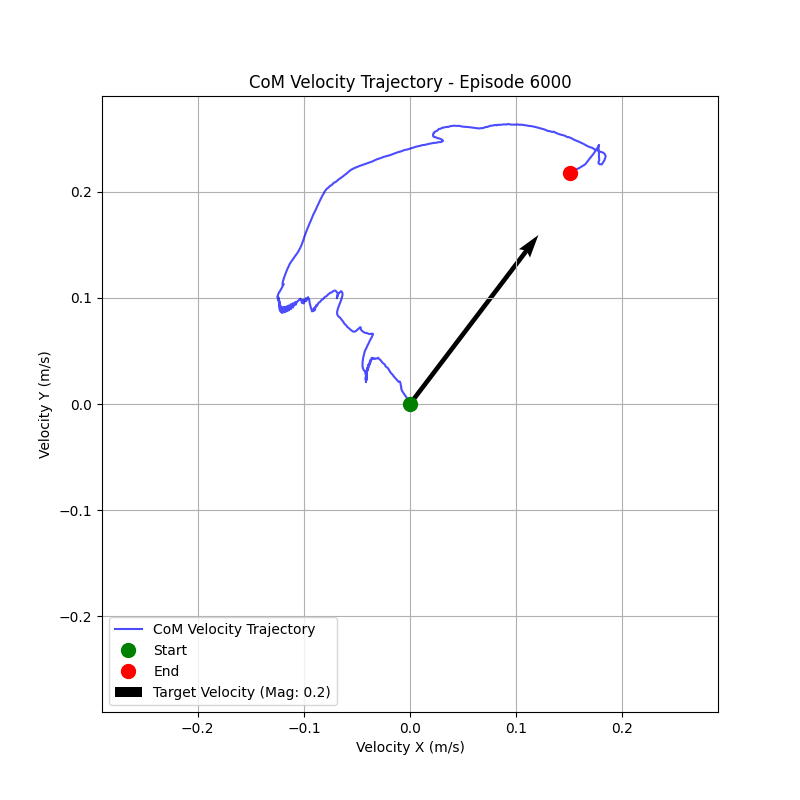 CoM Velocity Trajectory - Episode 6000
Velocity Y (m/s)
0.2
0.1
0.0
−0.1
−0.2
CoM Velocity Trajectory
Start
End
Target Velocity (Mag: 0.2)
−0.2
−0.1
0.0
0.1
0.2
Velocity X (m/s)